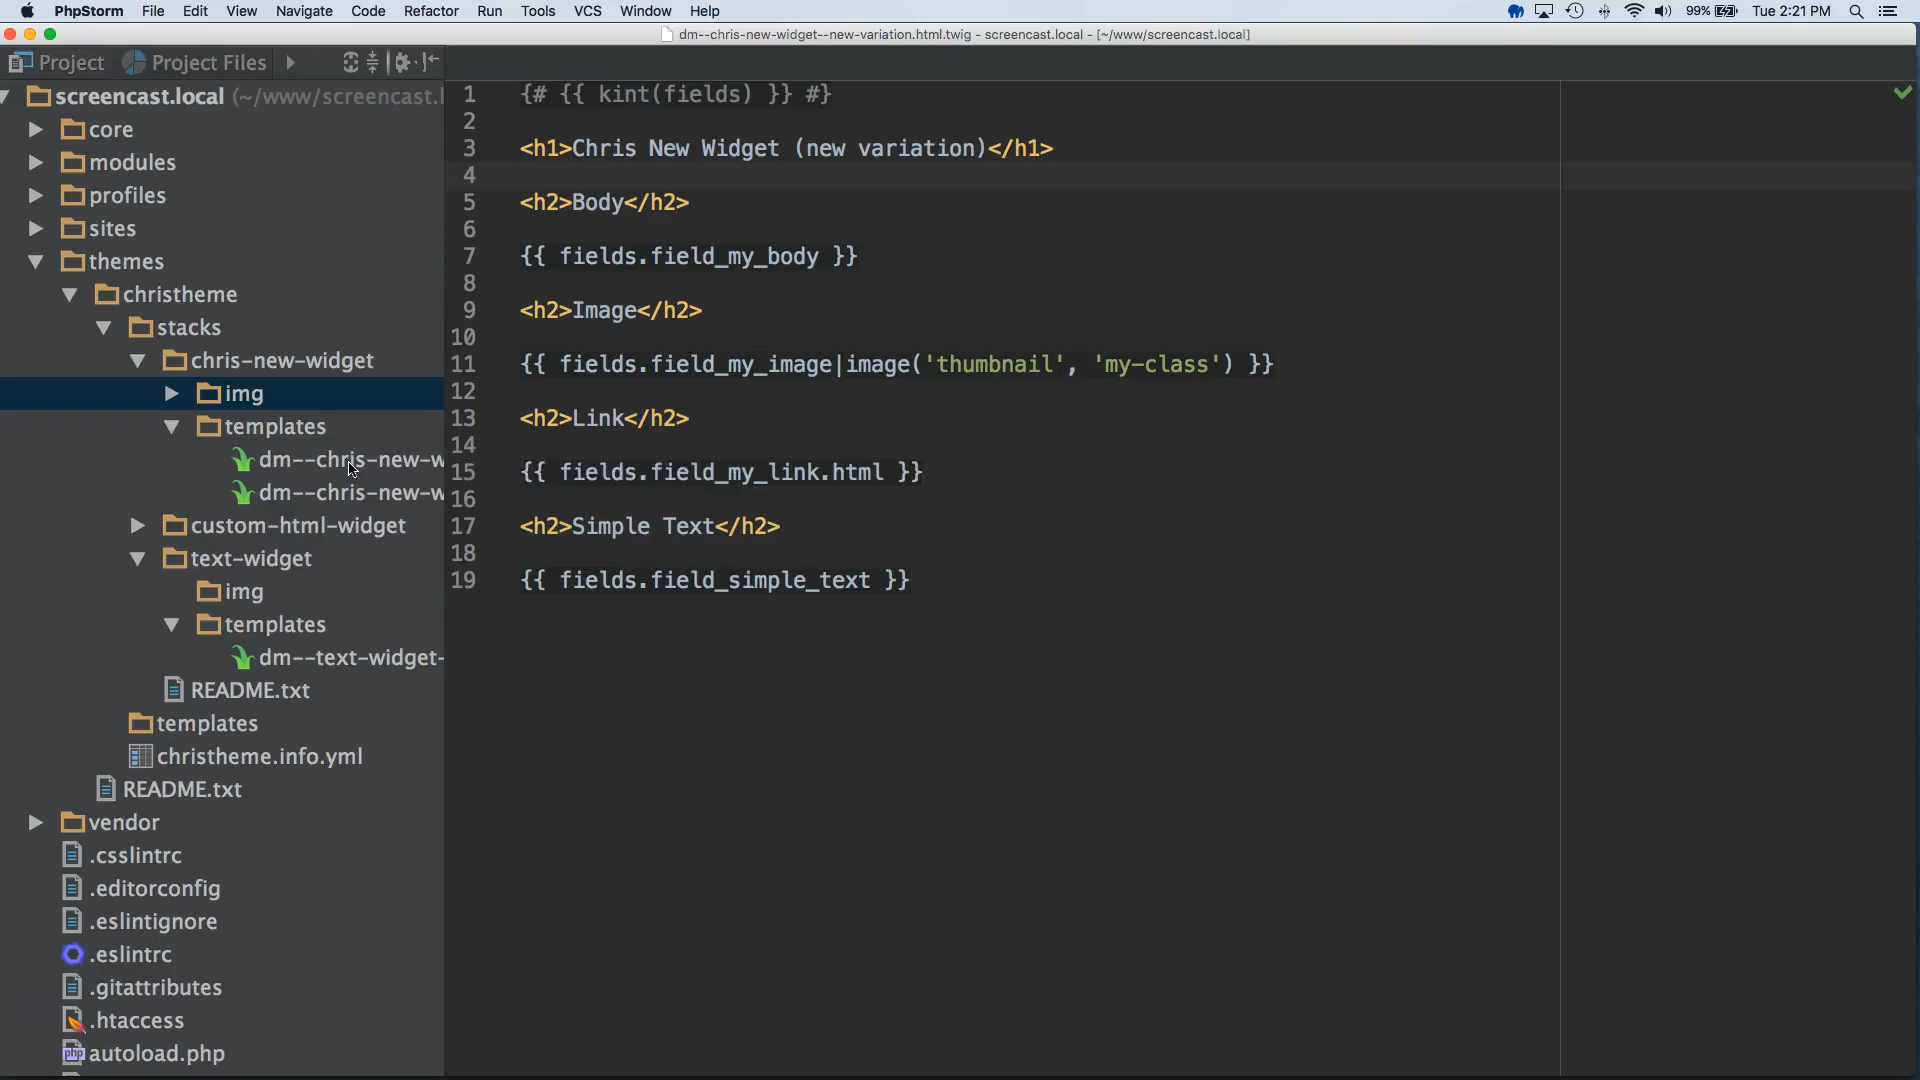 PhpStorm File Edit View Navigate Code Refactor Run Tools VCS Window Help 99% Tue 2:21 PM
dm--chris-new-widget--new-variation.html.twig - screencast.local - [~/www/screencast.local]
Project Project Files
screencast.local (~/www/screencast.l
core
modules
profiles
sites
themes
christheme
stacks
chris-new-widget
img
templates
dm--chris-new-w
dm--chris-new-w
custom-html-widget
text-widget
img
templates
dm--text-widget-
README.txt
templates
christheme.info.yml
README.txt
vendor
.csslintrc
.editorconfig
.eslintignore
.eslintrc
.gitattributes
.htaccess
php autoload.php
1 {# {{ kint(fields) }} #}
2
3 <h1>Chris New Widget (new variation)</h1>
4
5 <h2>Body</h2>
6
7 {{ fields.field_my_body }}
8
9 <h2>Image</h2>
10
11 {{ fields.field_my_image|image('thumbnail', 'my-class') }}
12
13 <h2>Link</h2>
14
15 {{ fields.field_my_link.html }}
16
17 <h2>Simple Text</h2>
18
19 {{ fields.field_simple_text }}